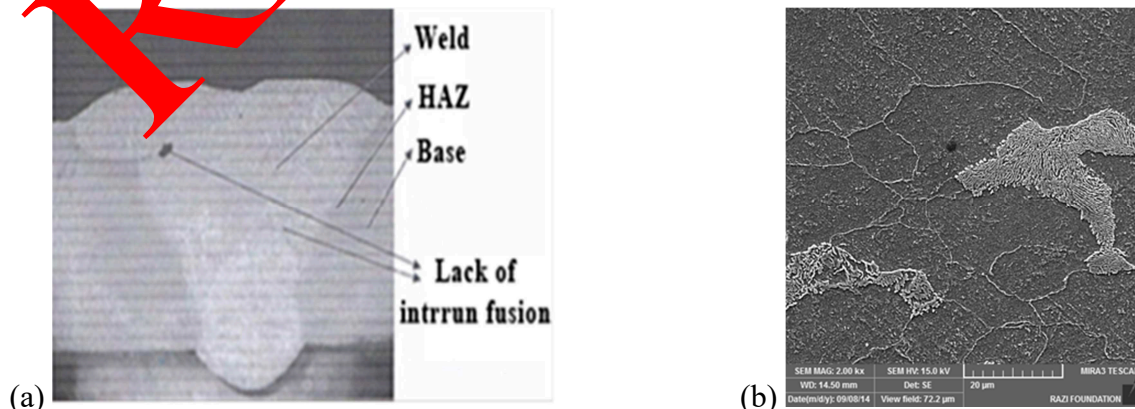 Weld
HAZ
Base
Lack of
intrrun fusion
(a)
(b)
SEM MAG: 2.00 kx
SEM HV: 15.0 kV
WD: 14.50 mm
Det: SE
20 µm
Date(m/d/y): 09/08/14
View field: 72.2 µm
MIRA3 TESCA
RAZI FOUNDATION